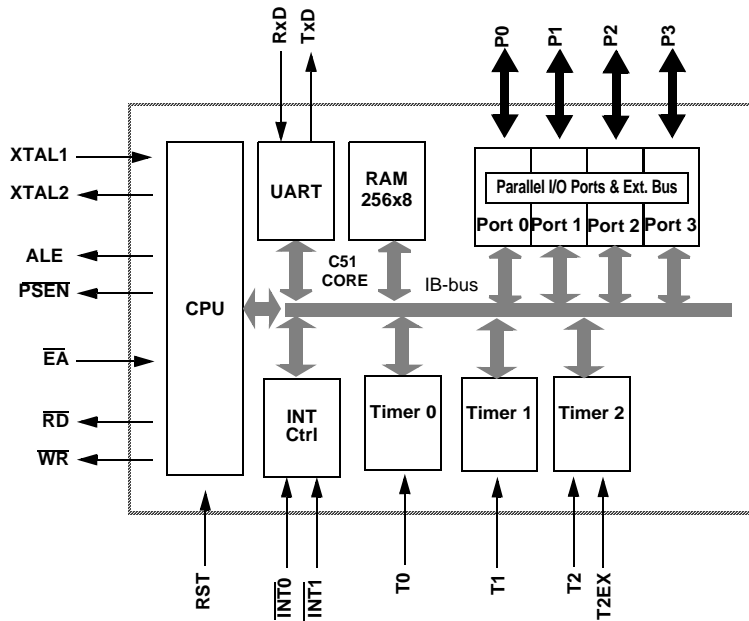 RxD
TxD
P0
P1
P2
P3
XTAL1
XTAL2
ALE
PSEN
EA
RD
WR
CPU
UART
RAM
256x8
Parallel I/O Ports & Ext. Bus
Port 0
Port 1
Port 2
Port 3
C51
CORE
IB-bus
INT
Ctrl
Timer 0
Timer 1
Timer 2
RST
INT0
INT1
T0
T1
T2
T2EX